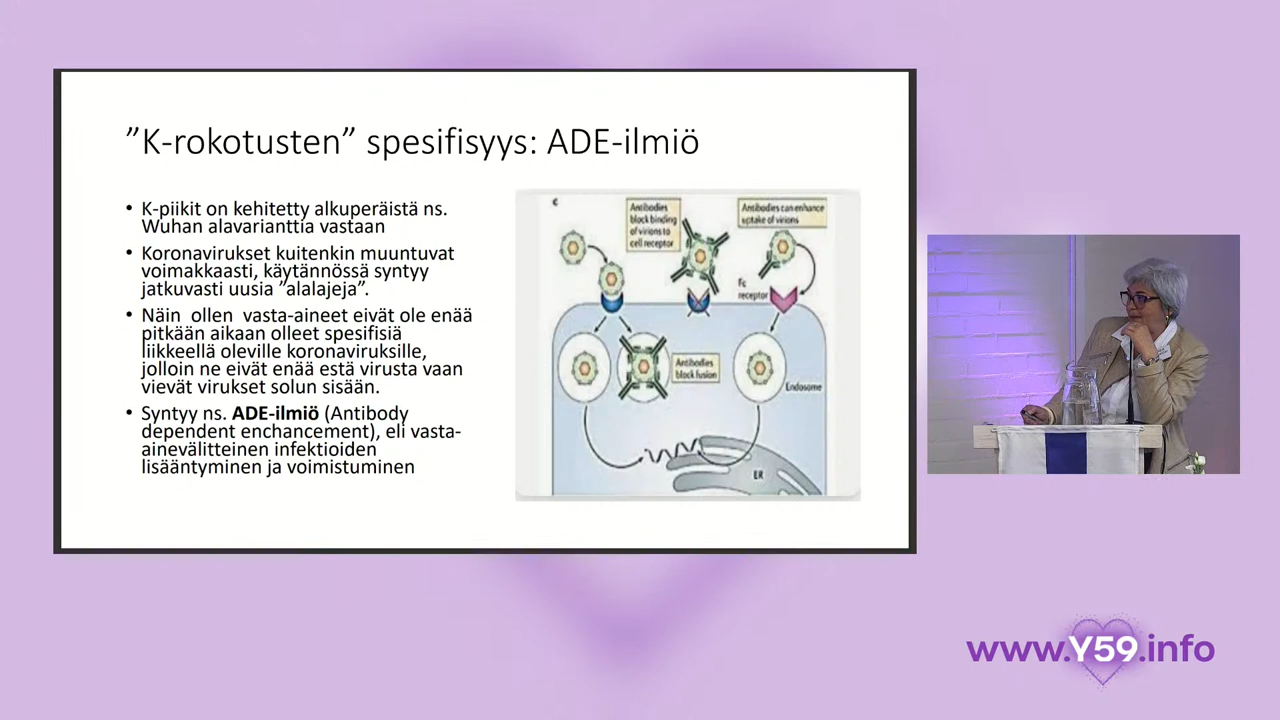 ”K-rokotusten” spesifisyys: ADE-ilmiö
• K-piikit on kehitetty alkuperäistä ns.
Wuhan alavarianttia vastaan
• Koronavirukset kuitenkin muuntuvat
voimakkaasti, käytännössä syntyy
jatkuvasti uusia ”alalajeja”.
• Näin ollen vasta-aineet eivät ole enää
pitkään aikaan olleet spesifisiä
liikkeellä oleville koronaviruksille,
jolloin ne eivät enää estä virusta vaan
vievät virukset solun sisään.
• Syntyy ns. ADE-ilmiö (Antibody
dependent enchancement), eli vasta-
ainevälitteinen infektioiden
lisääntyminen ja voimistuminen
c
Antibodies
block binding
of virions to
cell receptor
Antibodies can enhance
uptake of virions
Fc
receptor
Antibodies
block fusion
Endosome
ER
www.Y59.info